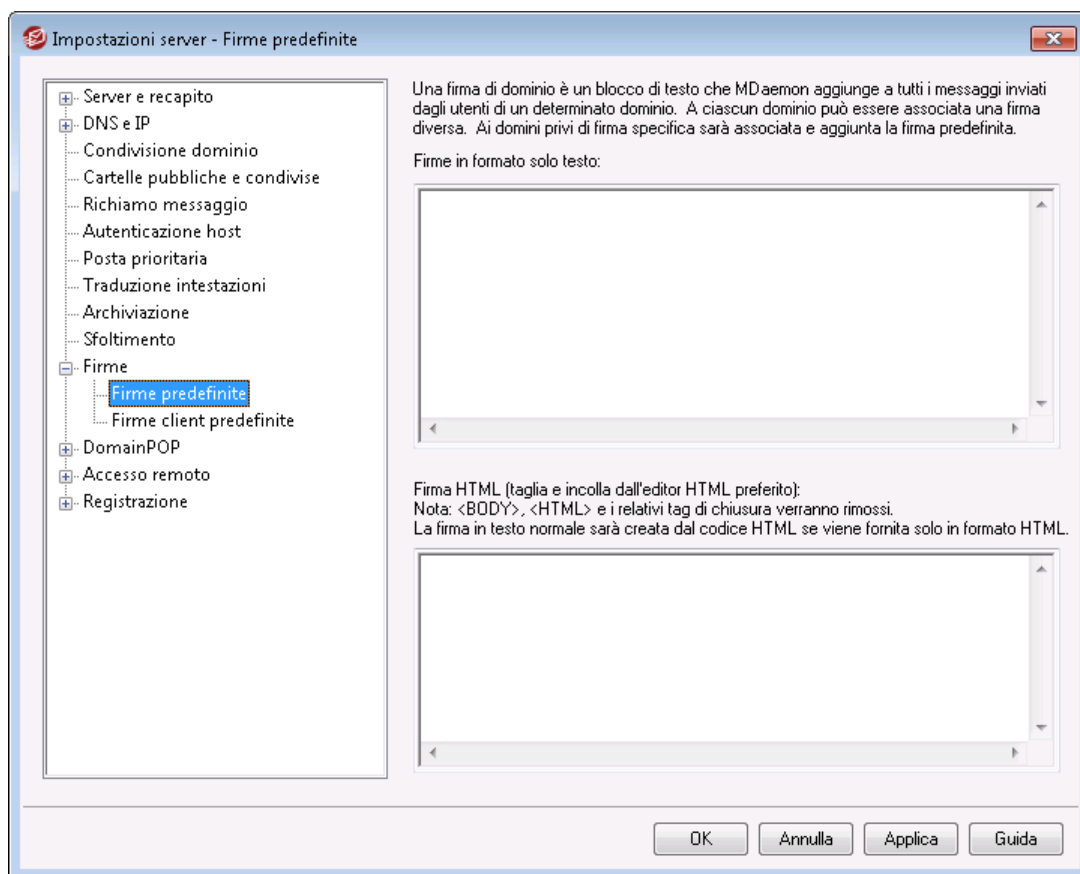 Impostazioni server - Firme predefinite
Server e recapito
DNS e IP
Condivisione dominio
Cartelle pubbliche e condivise
Richiamo messaggio
Autenticazione host
Posta prioritaria
Traduzione intestazioni
Archiviazione
Sfoltimento
Firme
Firme predefinite
Firme client predefinite
DomainPOP
Accesso remoto
Registrazione
Una firma di dominio è un blocco di testo che MDaemon aggiunge a tutti i messaggi inviati
dagli utenti di un determinato dominio. A ciascun dominio può essere associata una firma
diversa. Ai domini privi di firma specifica sarà associata e aggiunta la firma predefinita.
Firme in formato solo testo:
Firma HTML (taglia e incolla dall'editor HTML preferito):
Nota: <BODY>, <HTML> e i relativi tag di chiusura verranno rimossi.
La firma in testo normale sarà creata dal codice HTML se viene fornita solo in formato HTML.
OK
Annulla
Applica
Guida